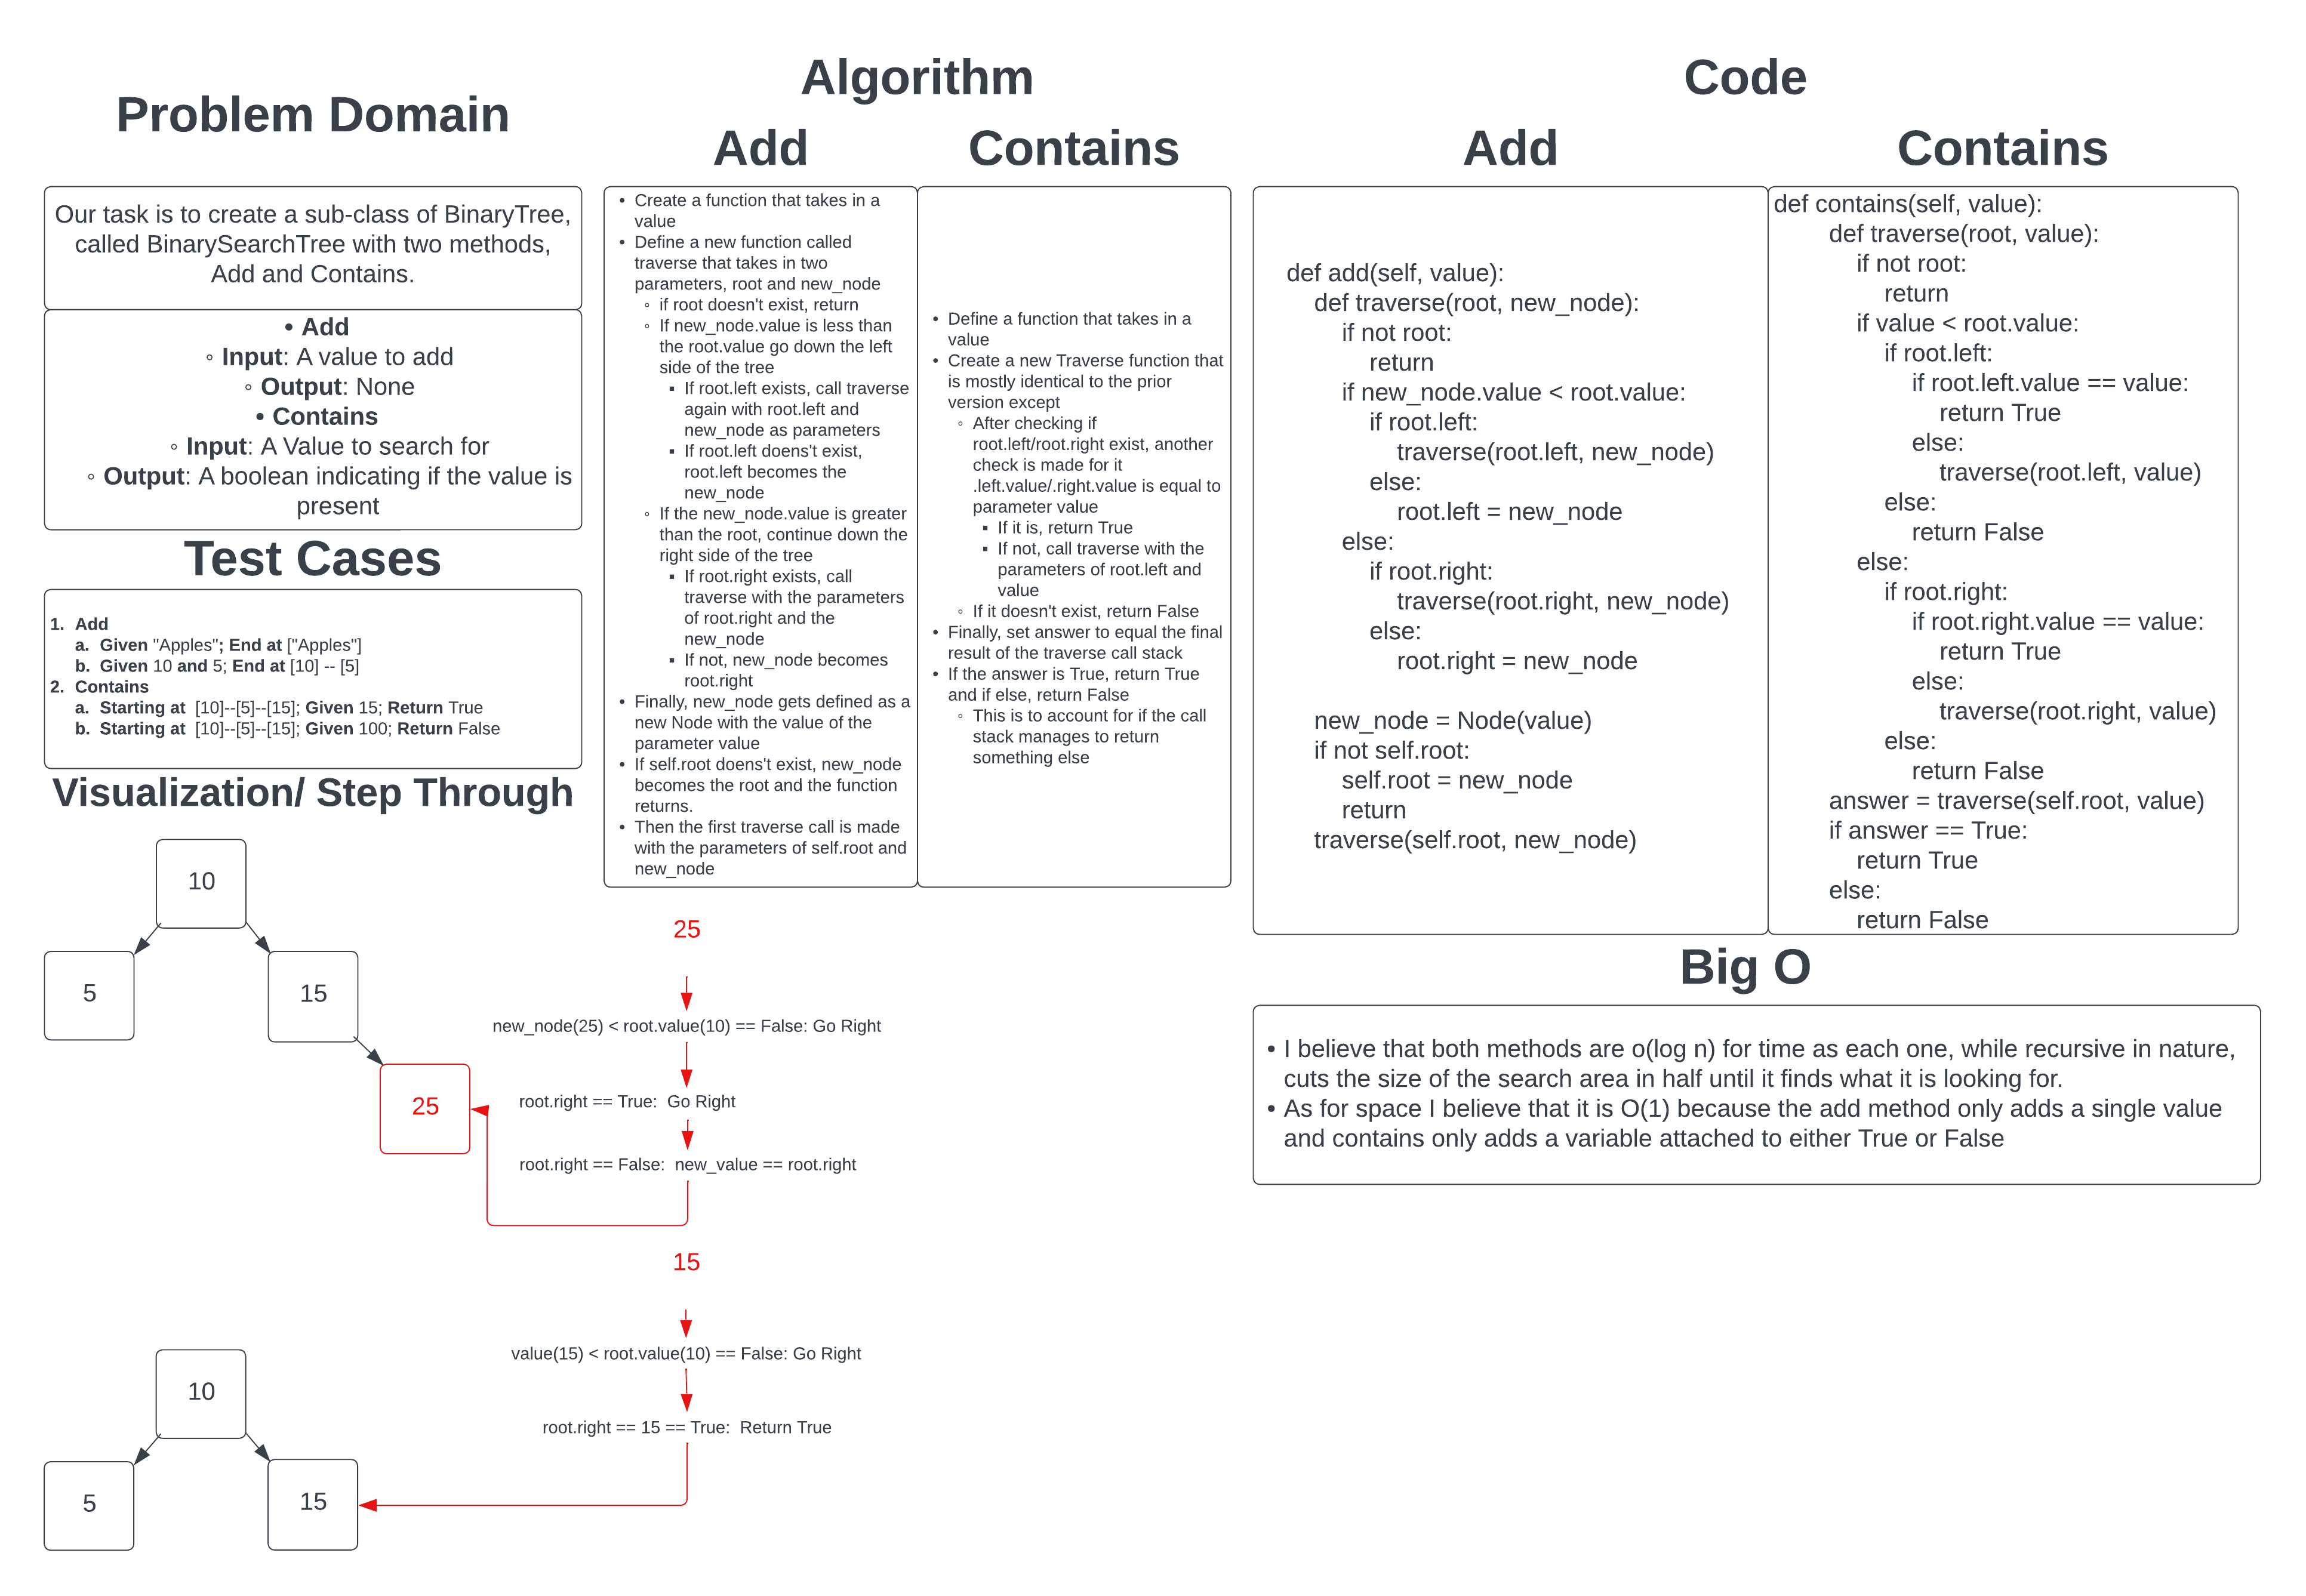 Problem Domain
Our task is to create a sub-class of BinaryTree,
called BinarySearchTree with two methods,
Add and Contains.
• Add
◦ Input: A value to add
◦ Output: None
• Contains
◦ Input: A Value to search for
◦ Output: A boolean indicating if the value is
present
Test Cases
1. Add
a. Given "Apples"; End at ["Apples"]
b. Given 10 and 5; End at [10] -- [5]
2. Contains
a. Starting at [10]--[5]--[15]; Given 15; Return True
b. Starting at [10]--[5]--[15]; Given 100; Return False
Visualization/ Step Through
10
5
15
25
25
new_node(25) < root.value(10) == False: Go Right
root.right == True: Go Right
root.right == False: new_value == root.right
15
value(15) < root.value(10) == False: Go Right
root.right == 15 == True: Return True
10
5
15
Algorithm
Add
• Create a function that takes in a
value
• Define a new function called
traverse that takes in two
parameters, root and new_node
◦ if root doesn't exist, return
◦ If new_node.value is less than
the root.value go down the left
side of the tree
▪ If root.left exists, call traverse
again with root.left and
new_node as parameters
▪ If root.left doens't exist,
root.left becomes the
new_node
◦ If the new_node.value is greater
than the root, continue down the
right side of the tree
▪ If root.right exists, call
traverse with the parameters
of root.right and the
new_node
▪ If not, new_node becomes
root.right
• Finally, new_node gets defined as a
new Node with the value of the
parameter value
• If self.root doens't exist, new_node
becomes the root and the function
returns.
• Then the first traverse call is made
with the parameters of self.root and
new_node
Contains
• Define a function that takes in a
value
• Create a new Traverse function that
is mostly identical to the prior
version except
◦ After checking if
root.left/root.right exist, another
check is made for it
.left.value/.right.value is equal to
parameter value
▪ If it is, return True
▪ If not, call traverse with the
parameters of root.left and
value
◦ If it doesn't exist, return False
• Finally, set answer to equal the final
result of the traverse call stack
• If the answer is True, return True
and if else, return False
◦ This is to account for if the call
stack manages to return
something else
Code
Add
def add(self, value):
def traverse(root, new_node):
if not root:
return
if new_node.value < root.value:
if root.left:
traverse(root.left, new_node)
else:
root.left = new_node
else:
if root.right:
traverse(root.right, new_node)
else:
root.right = new_node
new_node = Node(value)
if not self.root:
self.root = new_node
return
traverse(self.root, new_node)
Contains
def contains(self, value):
def traverse(root, value):
if not root:
return
if value < root.value:
if root.left:
if root.left.value == value:
return True
else:
traverse(root.left, value)
else:
return False
else:
if root.right:
if root.right.value == value:
return True
else:
traverse(root.right, value)
else:
return False
answer = traverse(self.root, value)
if answer == True:
return True
else:
return False
Big O
• I believe that both methods are o(log n) for time as each one, while recursive in nature,
cuts the size of the search area in half until it finds what it is looking for.
• As for space I believe that it is O(1) because the add method only adds a single value
and contains only adds a variable attached to either True or False